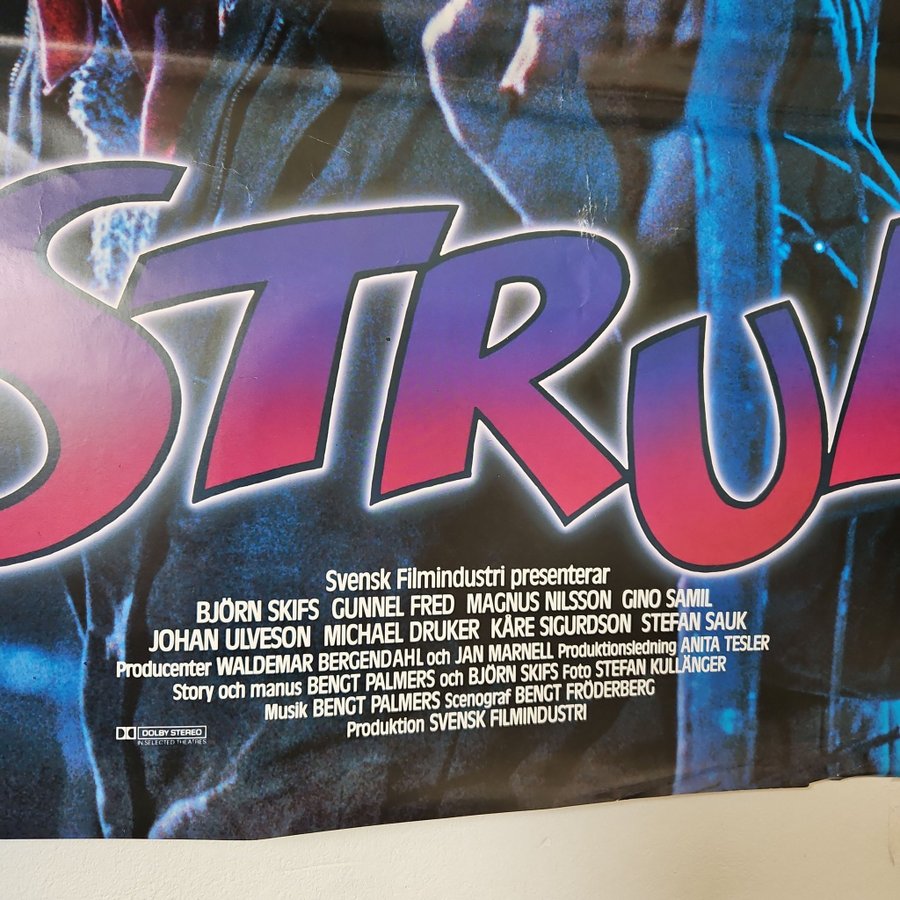 STRU
Svensk Filmindustri presenterar
BJÖRN SKIFS GUNNEL FRED MAGNUS NILSSON GINO SAMIL
JOHAN ULVESON MICHAEL DRUKER KÅRE SIGURDSON STEFAN SAUK
Producenter WALDEMAR BERGENDAHL och JAN MARNELL Produktionsledning ANITA TESLER
Story och manus BENGT PALMERS och BJÖRN SKIFS Foto STEFAN KULLÄNGER
Musik BENGT PALMERS Scenograf BENGT FRÖDERBERG
Produktion SVENSK FILMINDUSTRI
DOLBY STEREO
IN SELECTED THEATRES